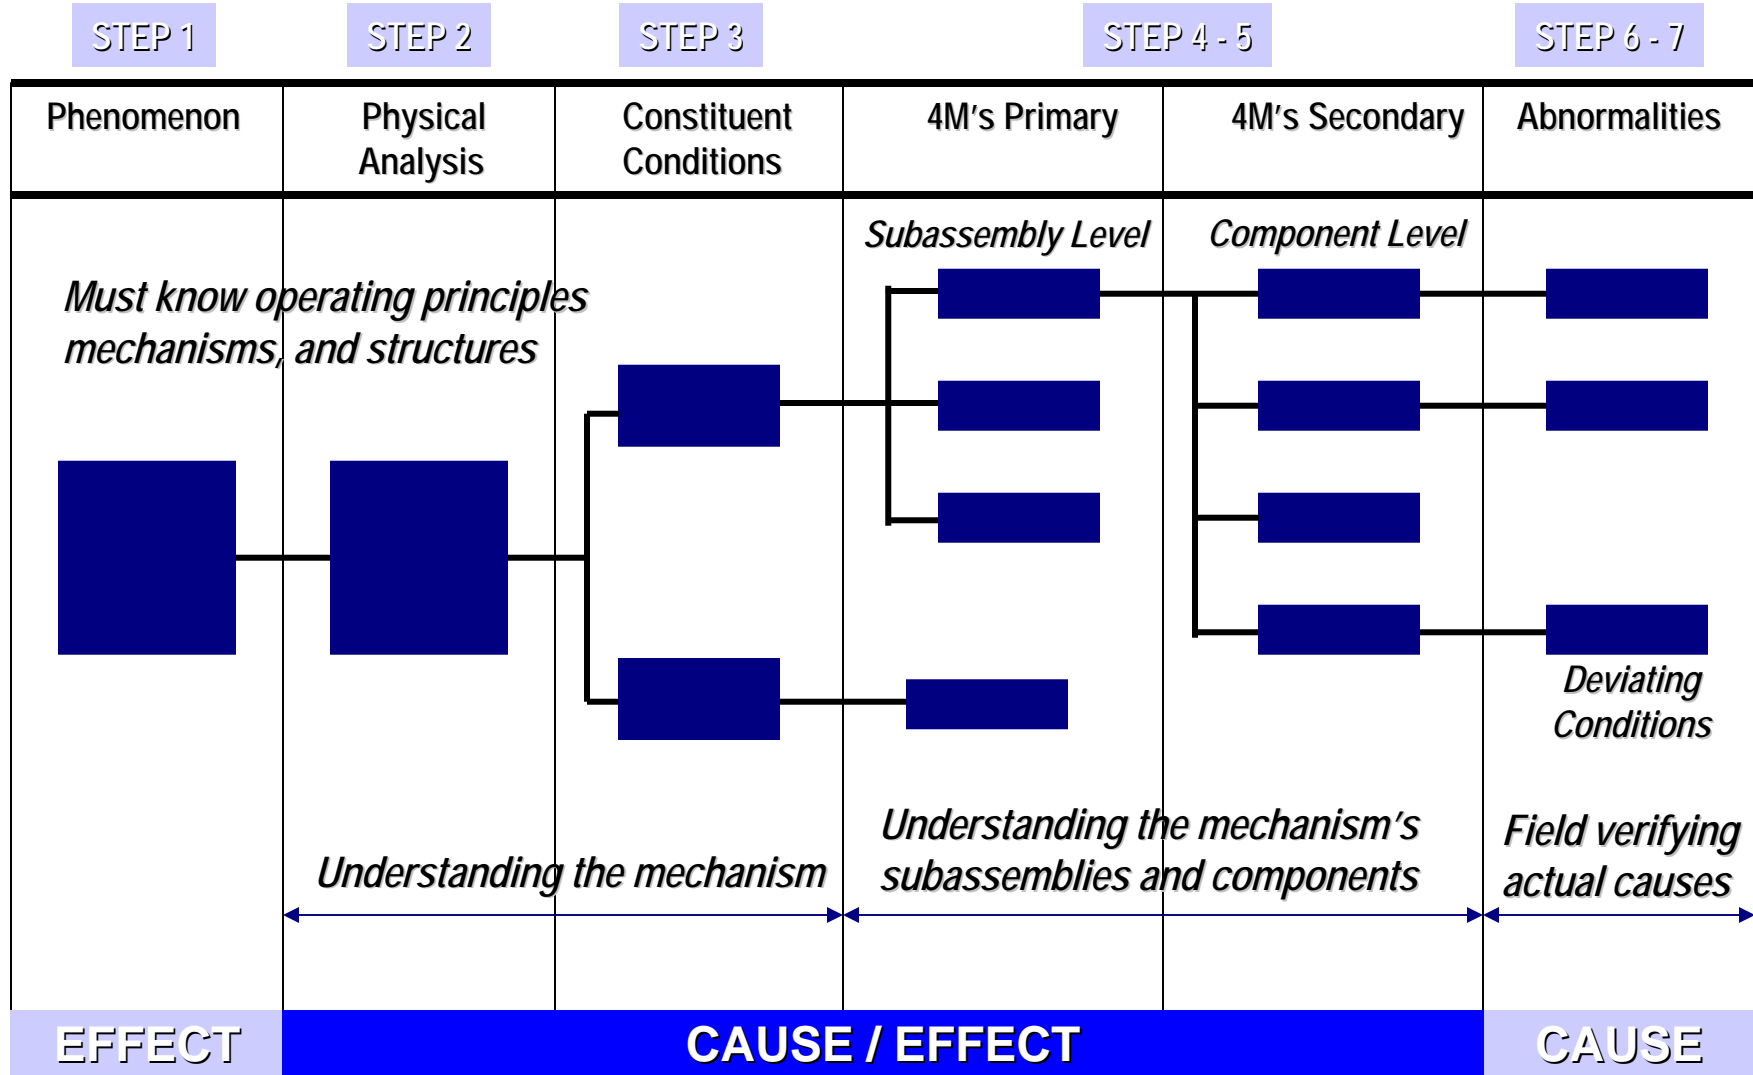 STEP 1
STEP 2
STEP 3
STEP 4 - 5
STEP 6 - 7
Phenomenon
Physical
Analysis
Constituent
Conditions
4M's Primary
4M's Secondary
Abnormalities
Subassembly Level
Component Level
Must know operating principles
mechanisms, and structures
Deviating
Conditions
Understanding the mechanism
Understanding the mechanism's
subassemblies and components
Field verifying
actual causes
EFFECT
CAUSE / EFFECT
CAUSE